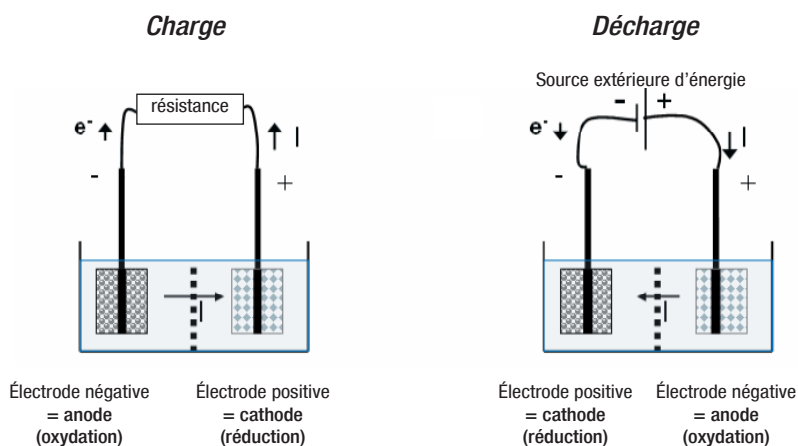 Charge
Décharge
résistance
e- I
- +
I
Électrode négative
= anode
(oxydation)
Électrode positive
= cathode
(réduction)
Source extérieure d'énergie
- +
e- I
- +
I
Électrode positive
= cathode
(réduction)
Électrode négative
= anode
(oxydation)